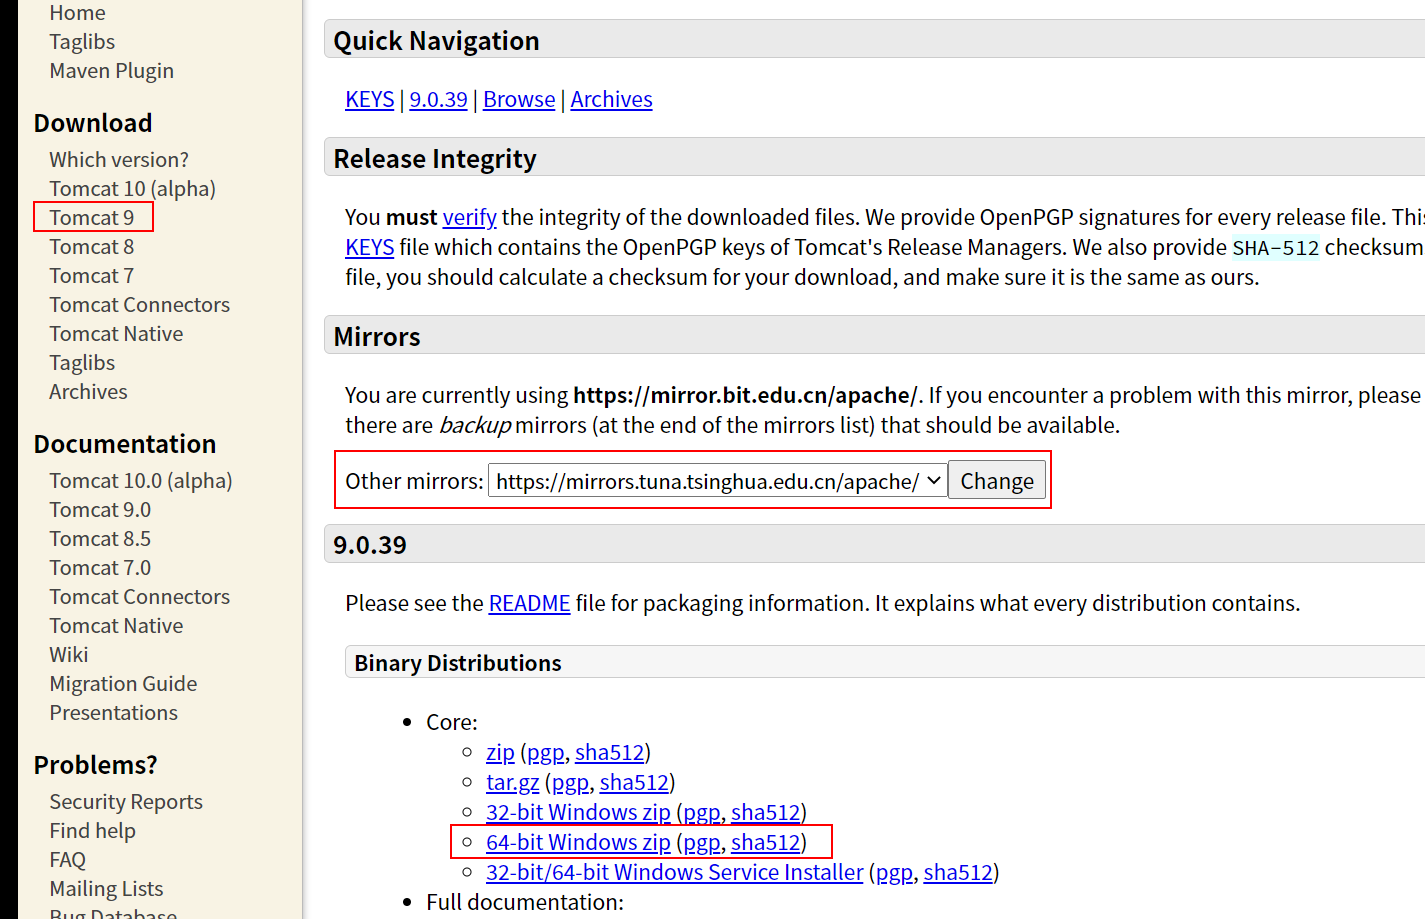 Home
Taglibs
Maven Plugin
Download
Which version?
Tomcat 10 (alpha)
Tomcat 9
Tomcat 8
Tomcat 7
Tomcat Connectors
Tomcat Native
Taglibs
Archives
Documentation
Tomcat 10.0 (alpha)
Tomcat 9.0
Tomcat 8.5
Tomcat 7.0
Tomcat Connectors
Tomcat Native
Wiki
Migration Guide
Presentations
Problems?
Security Reports
Find help
FAQ
Mailing Lists
Bug Database
Quick Navigation
KEYS | 9.0.39 | Browse | Archives
Release Integrity
You must verify the integrity of the downloaded files. We provide OpenPGP signatures for every release file. This
KEYS file which contains the OpenPGP keys of Tomcat's Release Managers. We also provide SHA-512 checksum
file, you should calculate a checksum for your download, and make sure it is the same as ours.
Mirrors
You are currently using https://mirror.bit.edu.cn/apache/. If you encounter a problem with this mirror, please
there are backup mirrors (at the end of the mirrors list) that should be available.
Other mirrors: https://mirrors.tuna.tsinghua.edu.cn/apache/ Change
9.0.39
Please see the README file for packaging information. It explains what every distribution contains.
Binary Distributions
• Core:
○ zip (pgp, sha512)
○ tar.gz (pgp, sha512)
○ 32-bit Windows zip (pgp, sha512)
○ 64-bit Windows zip (pgp, sha512)
○ 32-bit/64-bit Windows Service Installer (pgp, sha512)
• Full documentation: